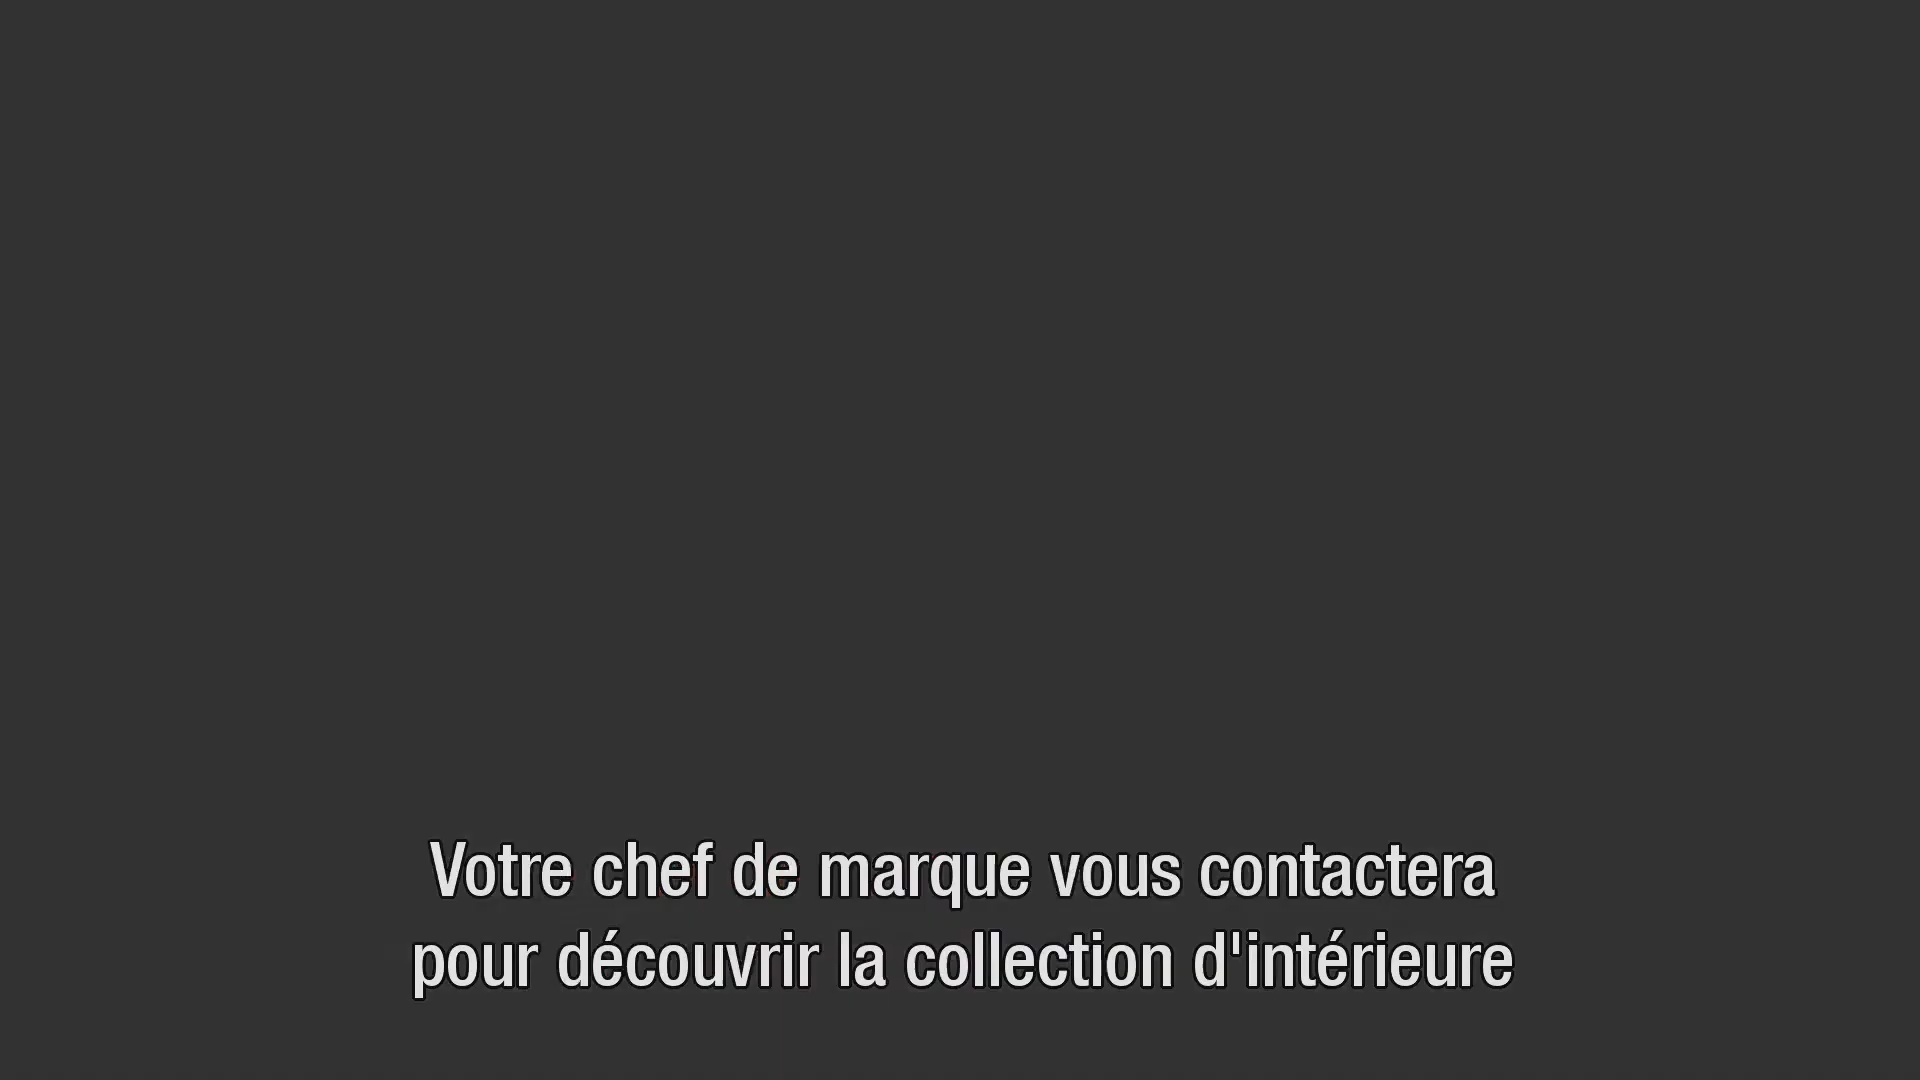 Votre chef de marque vous contactera
pour découvrir la collection d'intérieure